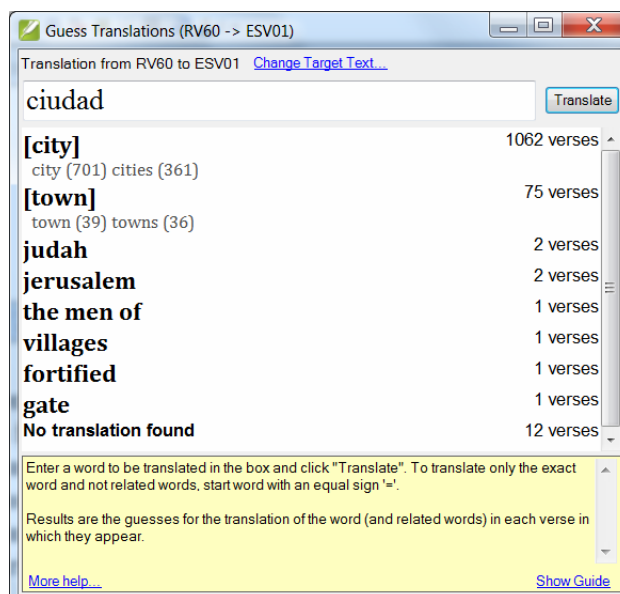 Guess Translations (RV60 -> ESV01)
Translation from RV60 to ESV01 Change Target Text...
ciudad Translate
[city] 1062 verses
city (701) cities (361)
[town] 75 verses
town (39) towns (36)
judah 2 verses
jerusalem 2 verses
the men of 1 verses
villages 1 verses
fortified 1 verses
gate 1 verses
No translation found 12 verses
Enter a word to be translated in the box and click "Translate". To translate only the exact
word and not related words, start word with an equal sign '='.
Results are the guesses for the translation of the word (and related words) in each verse in
which they appear.
More help... Show Guide